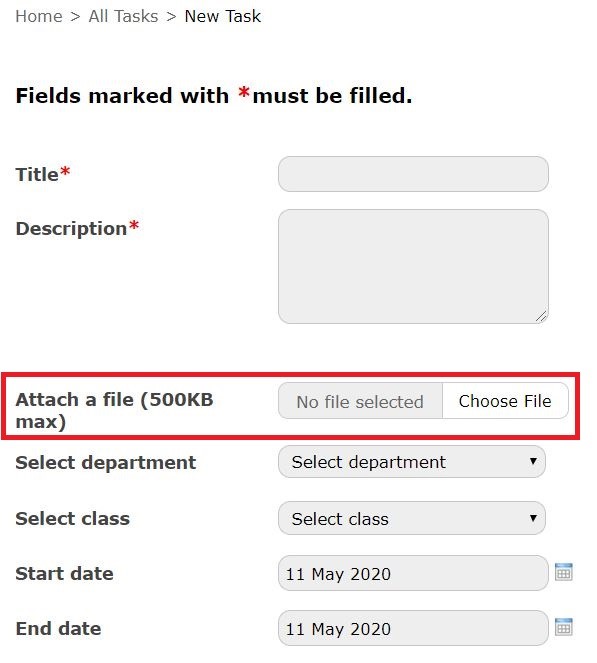 Home > All Tasks > New Task
Fields marked with *must be filled.
Title*
Description*
Attach a file (500KB
max)
No file selected Choose File
Select department Select department
Select class Select class
Start date 11 May 2020
End date 11 May 2020